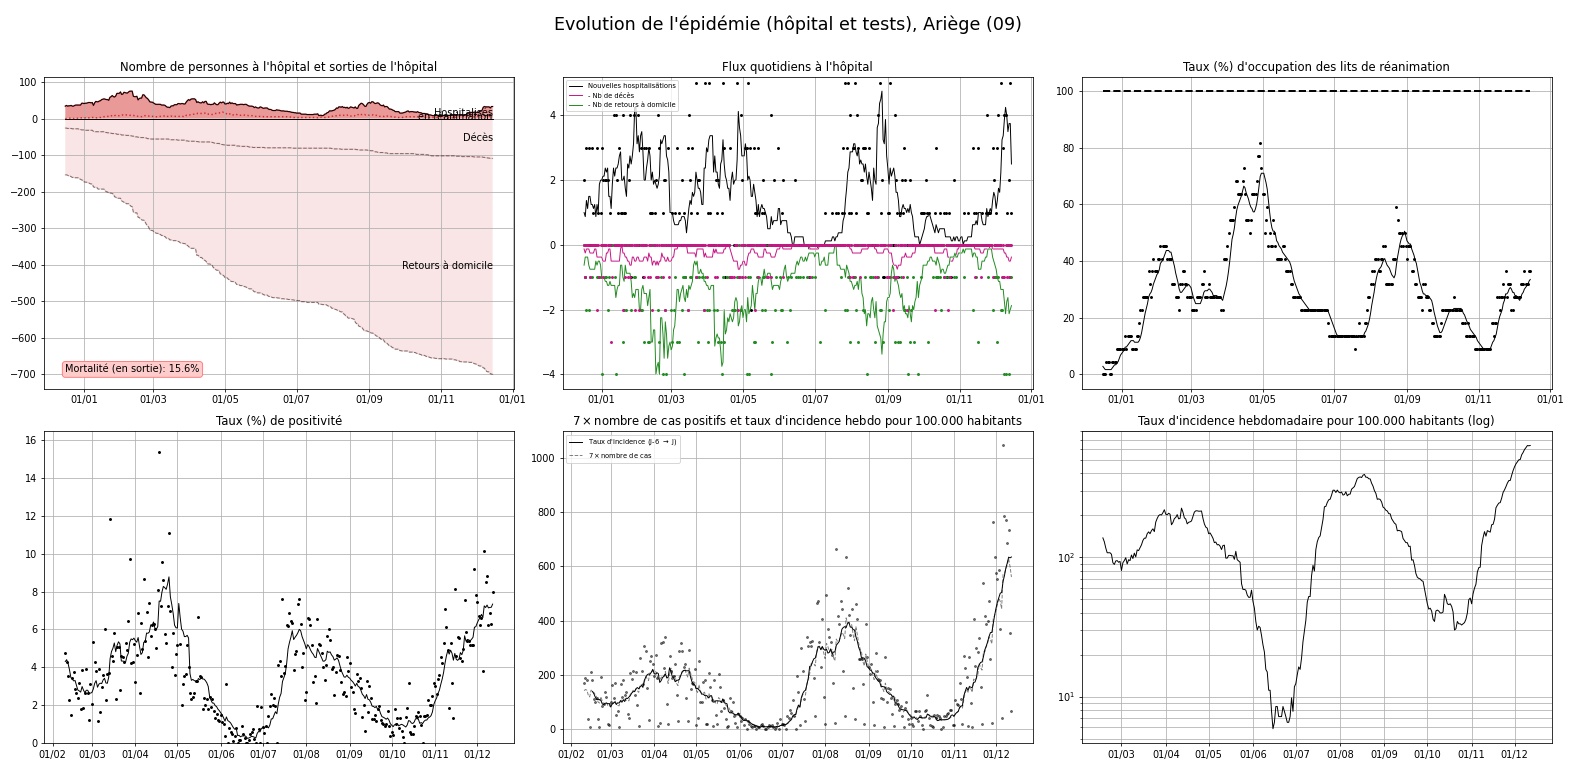 Evolution de l'épidémie (hôpital et tests), Ariège (09)
Nombre de personnes à l'hôpital et sorties de l'hôpital
100
0
−100
−200
−300
−400
−500
−600
−700
Hospitalisés
en réanimation
Décès
Retours à domicile
Mortalité (en sortie): 15.6%
01/01 01/03 01/05 01/07 01/09 01/11 01/01
Flux quotidiens à l'hôpital
Nouvelles hospitalisations
- Nb de décès
- Nb de retours à domicile
4
2
0
−2
−4
01/01 01/03 01/05 01/07 01/09 01/11 01/01
Taux (%) d'occupation des lits de réanimation
100
80
60
40
20
0
01/01 01/03 01/05 01/07 01/09 01/11 01/01
Taux (%) de positivité
16
14
12
10
8
6
4
2
0
01/02 01/03 01/04 01/05 01/06 01/07 01/08 01/09 01/10 01/11 01/12
7 × nombre de cas positifs et taux d'incidence hebdo pour 100.000 habitants
Taux d'incidence (J-6 → J)
7 × nombre de cas
1000
800
600
400
200
0
01/02 01/03 01/04 01/05 01/06 01/07 01/08 01/09 01/10 01/11 01/12
Taux d'incidence hebdomadaire pour 100.000 habitants (log)
10²
10¹
01/03 01/04 01/05 01/06 01/07 01/08 01/09 01/10 01/11 01/12